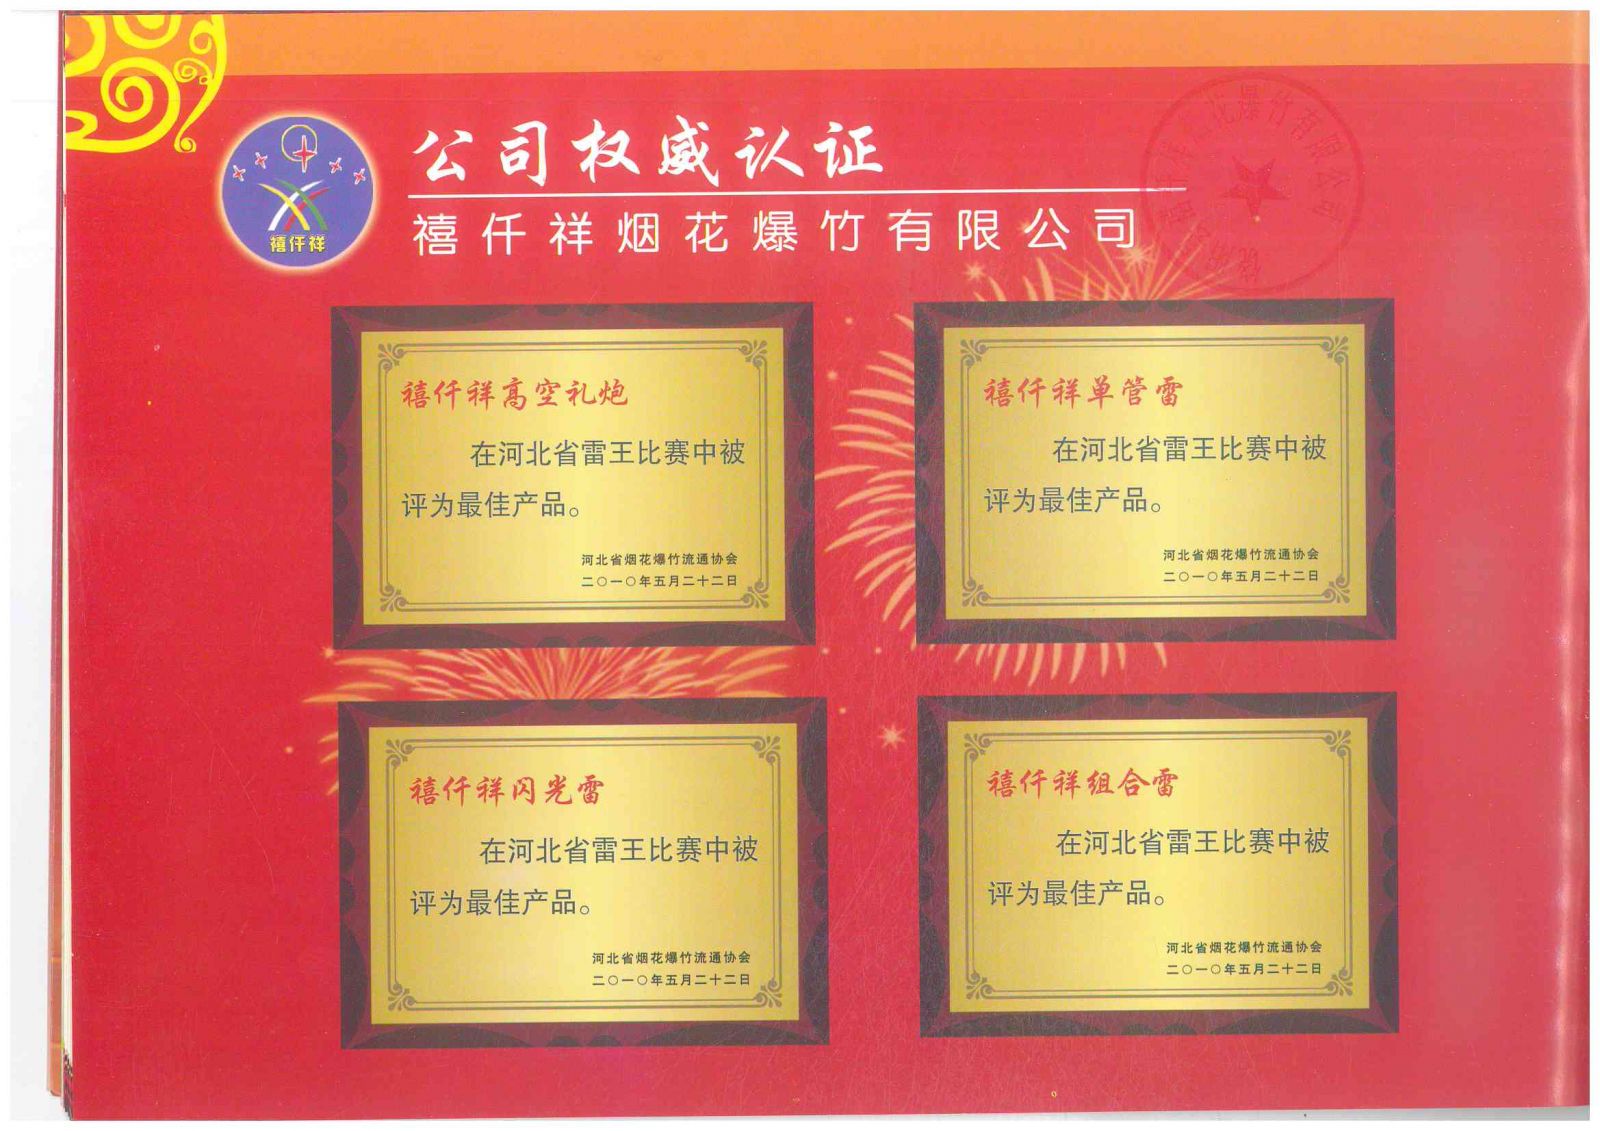 公司权威认证
禧仟祥
禧仟祥烟花爆竹有限公司
花爆竹有限公司
禧仟祥高空礼炮
在河北省雷王比赛中被
评为最佳产品。
河北省烟花爆竹流通协会
二〇一〇年五月二十二日
禧仟祥单管雷
在河北省雷王比赛中被
评为最佳产品。
河北省烟花爆竹流通协会
二〇一〇年五月二十二日
禧仟祥闪光雷
在河北省雷王比赛中被
评为最佳产品。
河北省烟花爆竹流通协会
二〇一〇年五月二十二日
禧仟祥组合雷
在河北省雷王比赛中被
评为最佳产品。
河北省烟花爆竹流通协会
二〇一〇年五月二十二日